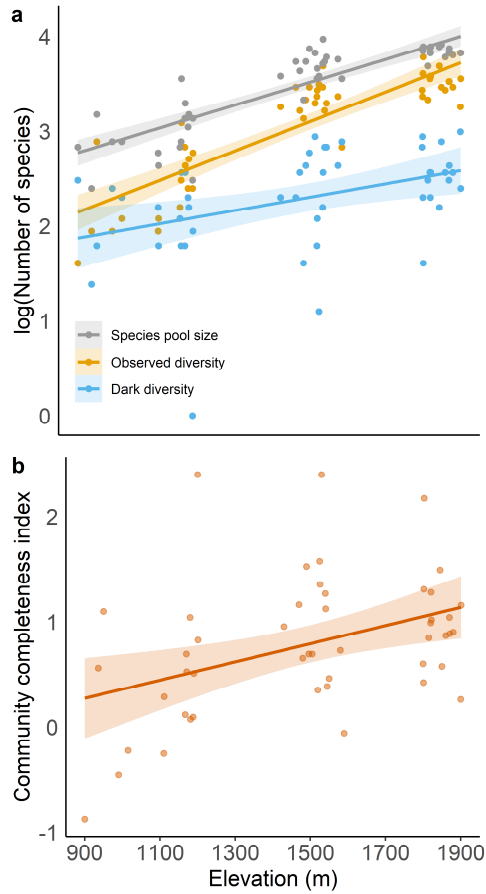 a
log(Number of species)
4
3
2
1
0
Species pool size
Observed diversity
Dark diversity
b
Community completeness index
2
1
0
-1
900 1100 1300 1500 1700 1900
Elevation (m)